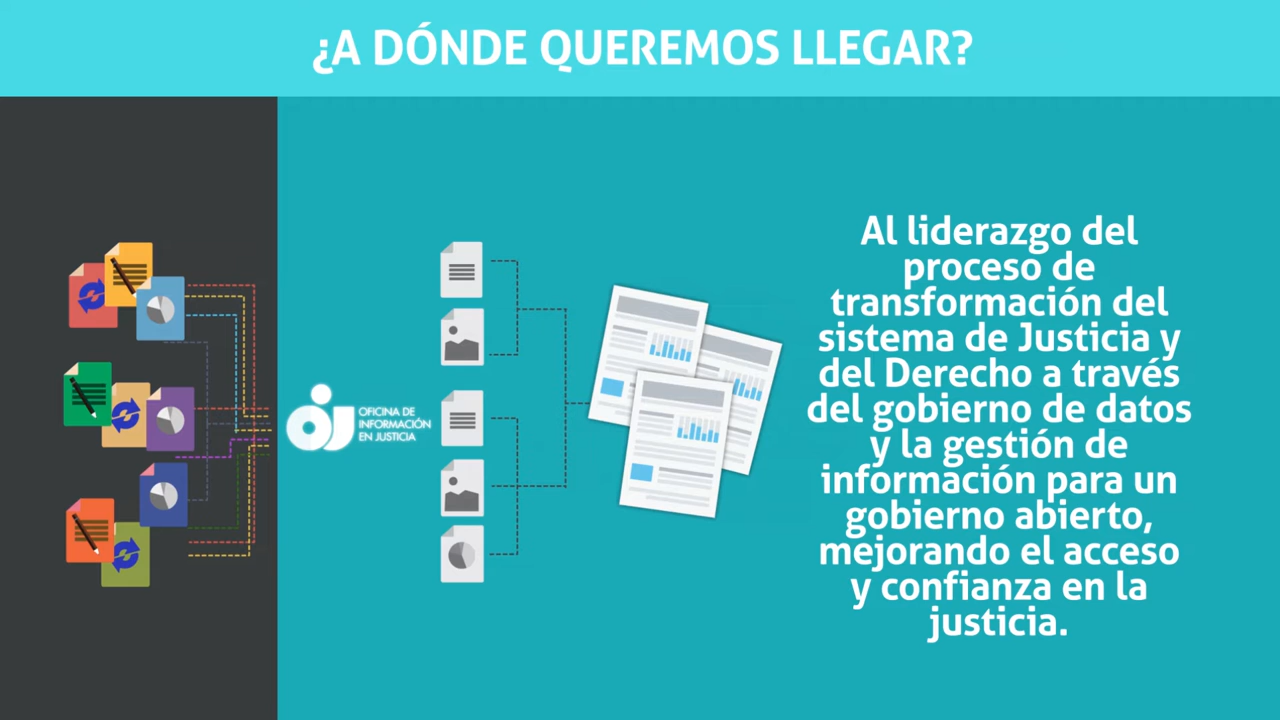 ¿A DÓNDE QUEREMOS LLEGAR?
OFICINA DE
INFORMACIÓN
EN JUSTICIA
Al liderazgo del
proceso de
transformación del
sistema de Justicia y
del Derecho a través
del gobierno de datos
y la gestión de
información para un
gobierno abierto,
mejorando el acceso
y confianza en la
justicia.